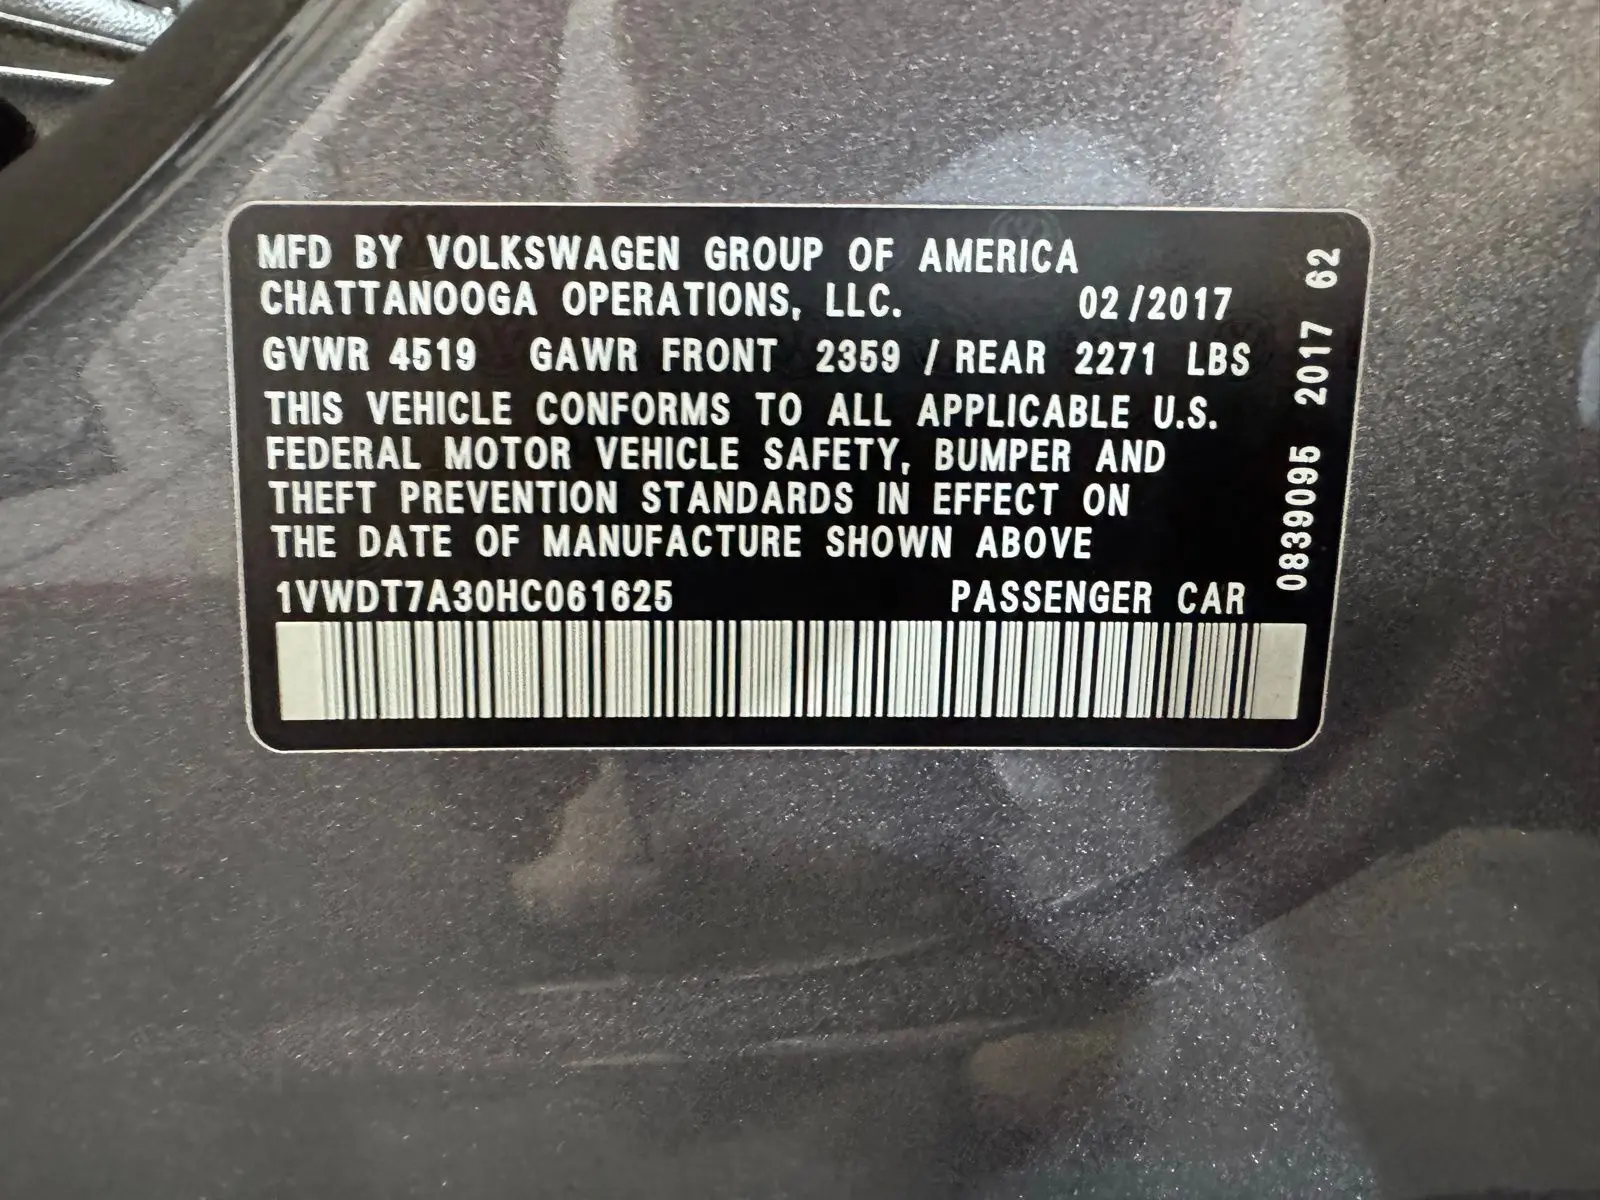 MFD BY VOLKSWAGEN GROUP OF AMERICA
CHATTANOOGA OPERATIONS, LLC. 02/2017
GVWR 4519 GAWR FRONT 2359 / REAR 2271 LBS
THIS VEHICLE CONFORMS TO ALL APPLICABLE U.S.
FEDERAL MOTOR VEHICLE SAFETY, BUMPER AND
THEFT PREVENTION STANDARDS IN EFFECT ON
THE DATE OF MANUFACTURE SHOWN ABOVE
1VWDT7A30HC061625 PASSENGER CAR
0839095 2017 62